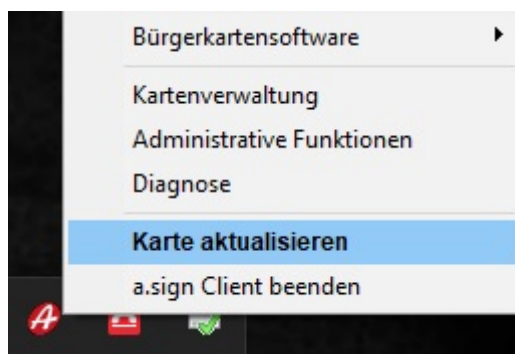 Bürgerkartensoftware
Kartenverwaltung
Administrative Funktionen
Diagnose
Karte aktualisieren
a.sign Client beenden